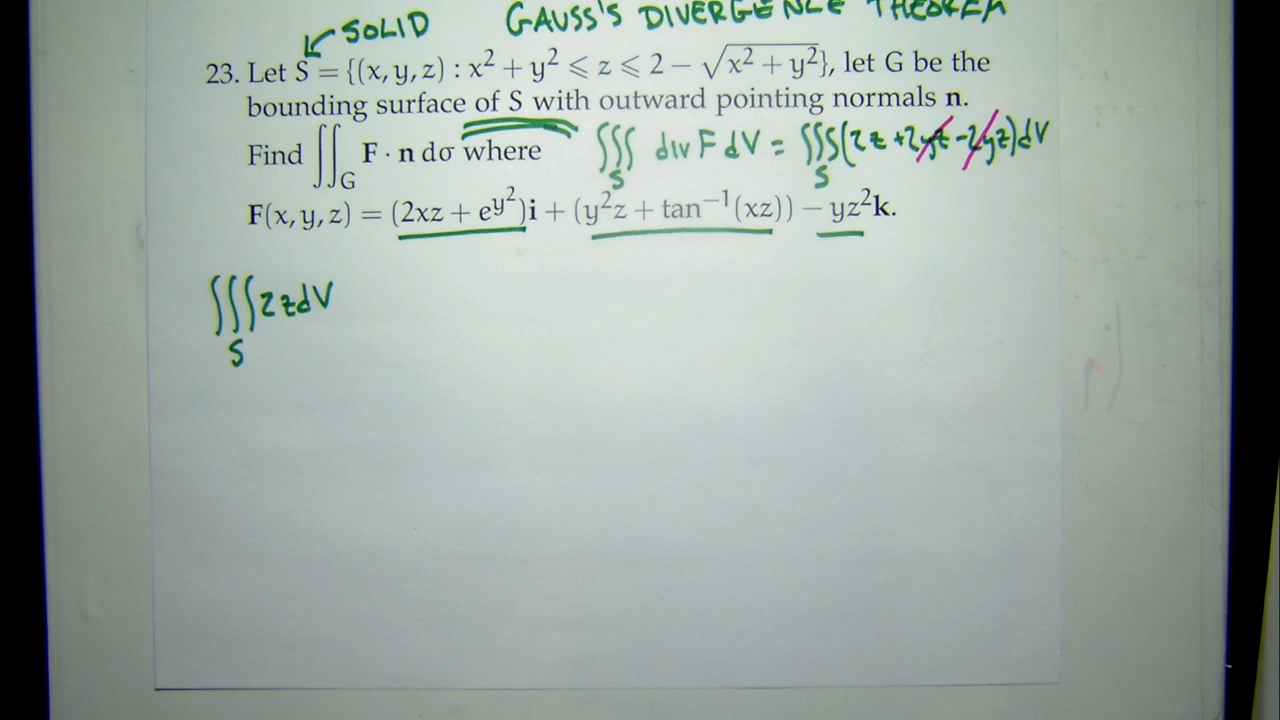 SOLID GAUSS'S DIVERGENCE THEOREM
23. Let S = {(x, y, z) : x² + y² ⩽ z ⩽ 2 − √(x² + y²)}, let G be the
bounding surface of S with outward pointing normals n.
Find ∬_G F · n dσ where ∭_S div F dV = ∭_S (2z + 2yz − 2yz) dV
F(x, y, z) = (2xz + e^{y²})i + (y²z + tan⁻¹(xz)) − yz²k.
∭_S 2z dV